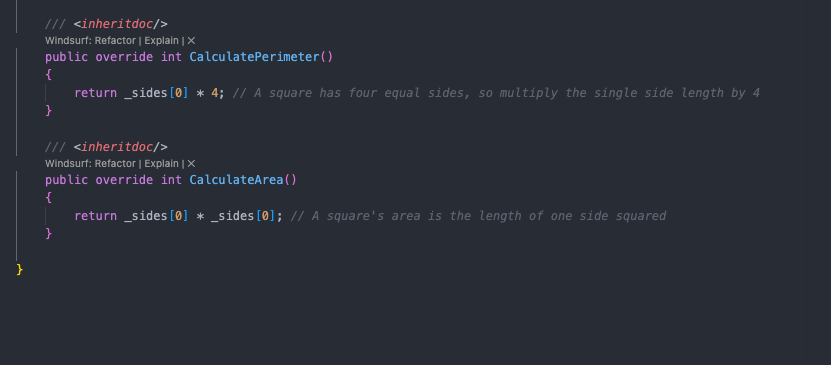 /// <inheritdoc/>
Windsurf: Refactor | Explain | ✕
public override int CalculatePerimeter()
{
return _sides[0] * 4; // A square has four equal sides, so multiply the single side length by 4
}
/// <inheritdoc/>
Windsurf: Refactor | Explain | ✕
public override int CalculateArea()
{
return _sides[0] * _sides[0]; // A square's area is the length of one side squared
}
}